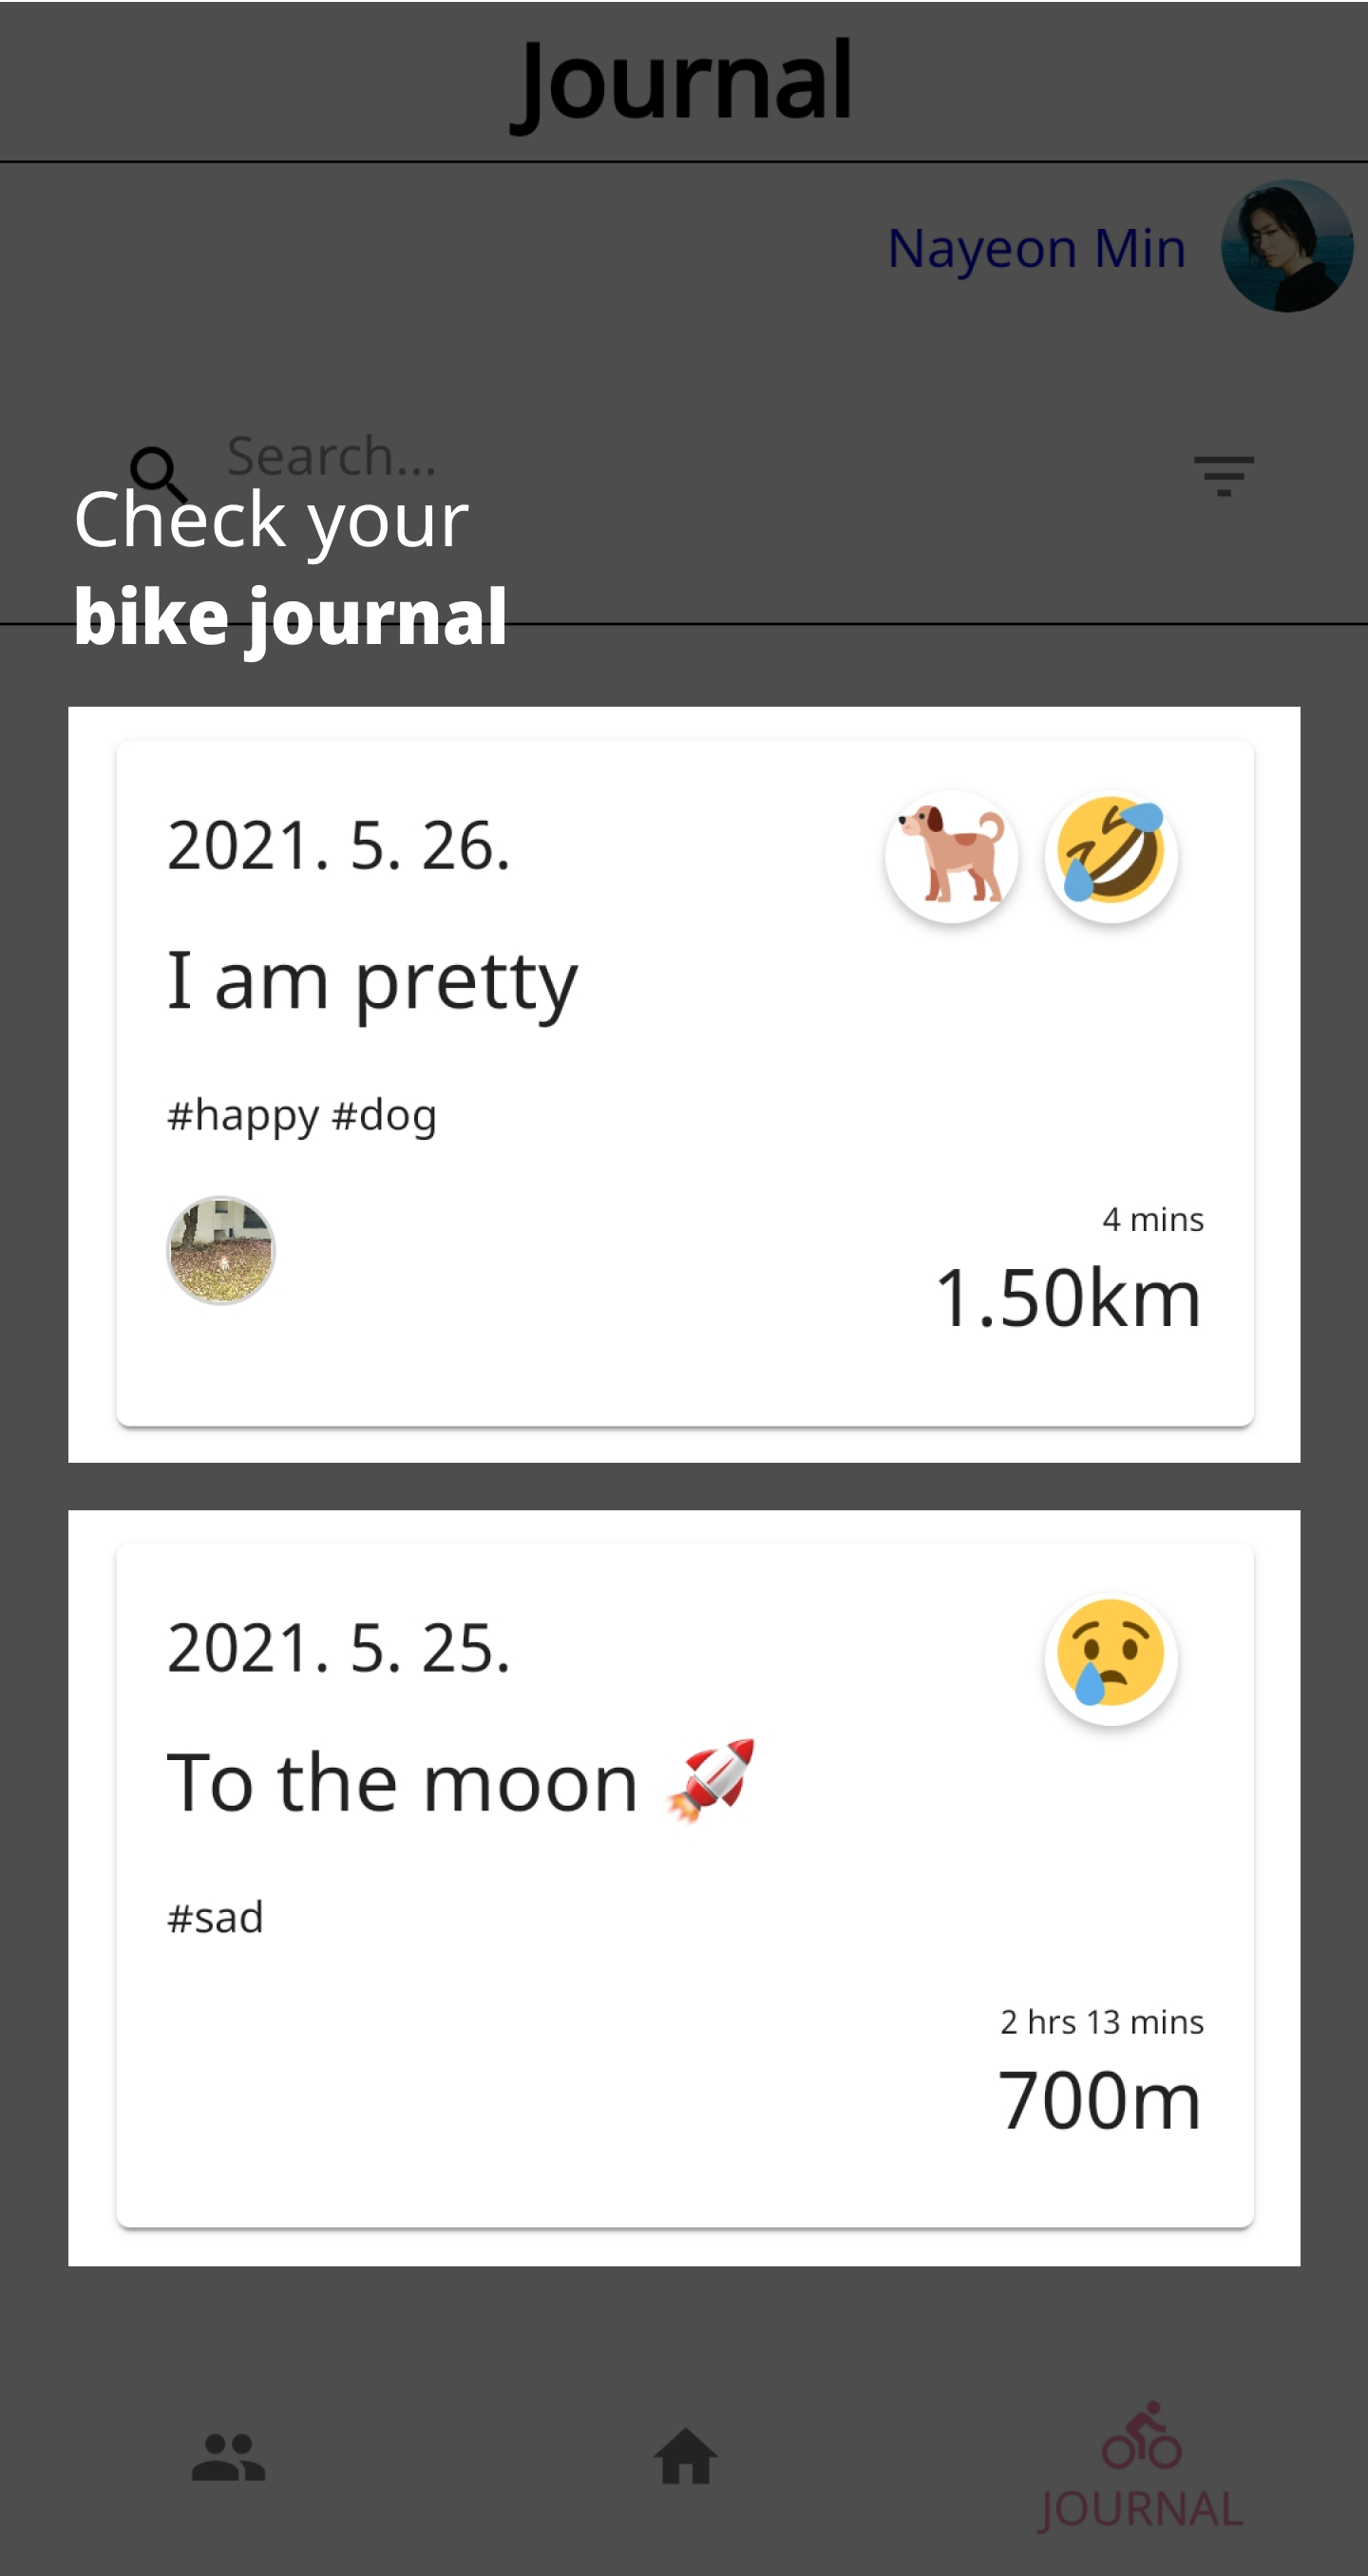 Journal
Nayeon Min
Search...
Check your
bike journal
2021. 5. 26.
I am pretty
#happy #dog
4 mins
1.50km
2021. 5. 25.
To the moon 🚀
#sad
2 hrs 13 mins
700m
JOURNAL